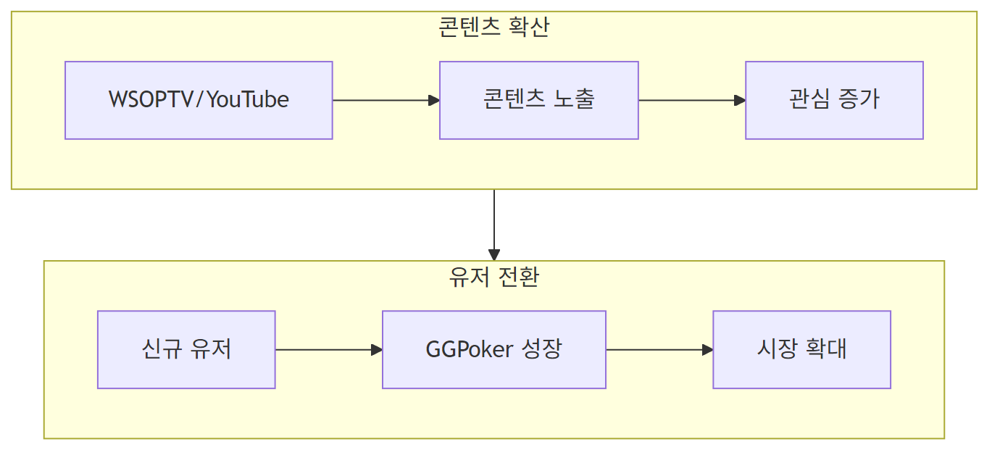 콘텐츠 확산
WSOPTV/YouTube
콘텐츠 노출
관심 증가
유저 전환
신규 유저
GGPoker 성장
시장 확대